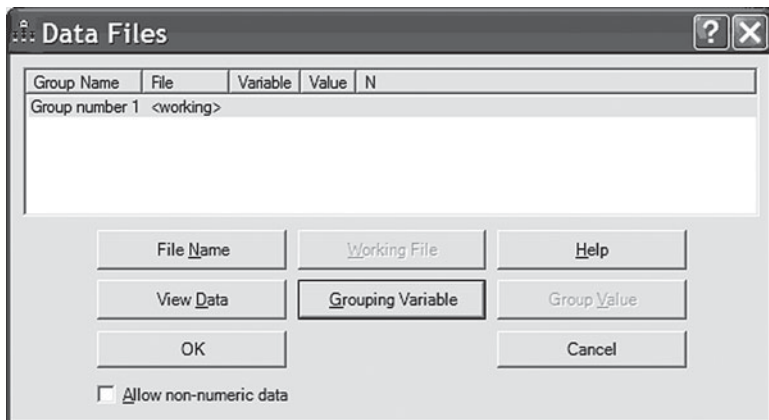 Data Files
Group Name File Variable Value N
Group number 1 <working>
File Name Working File Help
View Data Grouping Variable Group Value
OK Cancel
Allow non-numeric data